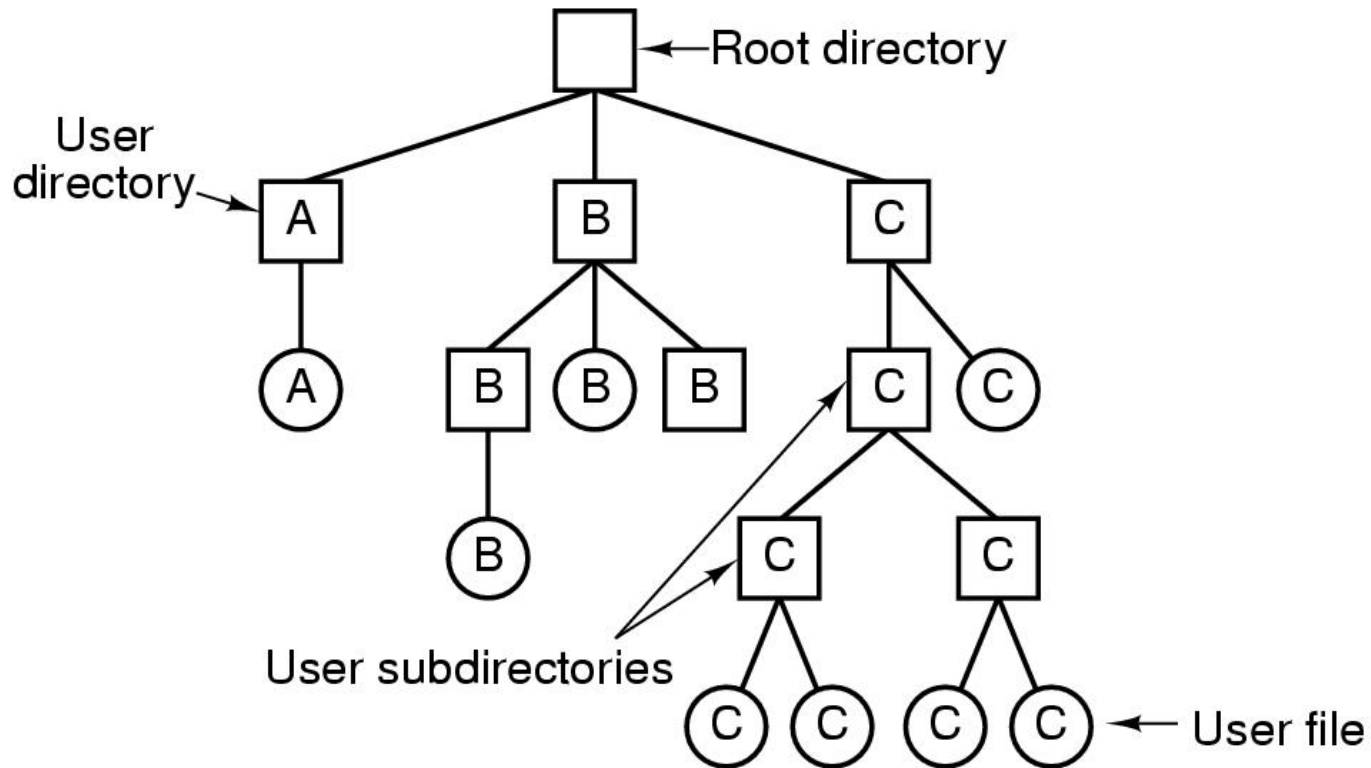 Root directory
User
directory
A
B
C
A
B
B
B
C
C
B
C
C
User subdirectories
C
C
C
C
User file